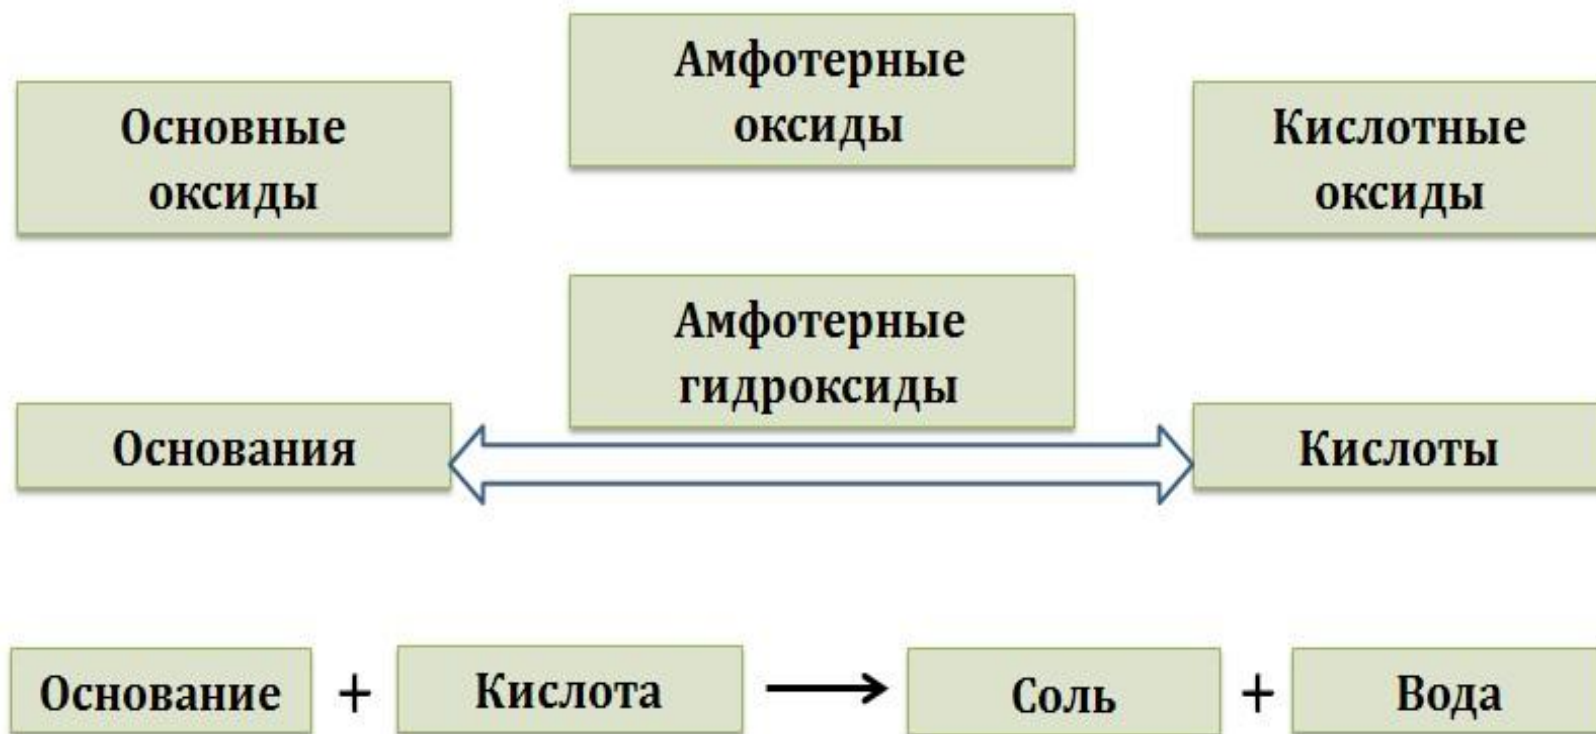 Амфотерные
оксиды
Основные
оксиды
Кислотные
оксиды
Амфотерные
гидроксиды
Основания
Кислоты
Основание + Кислота → Соль + Вода